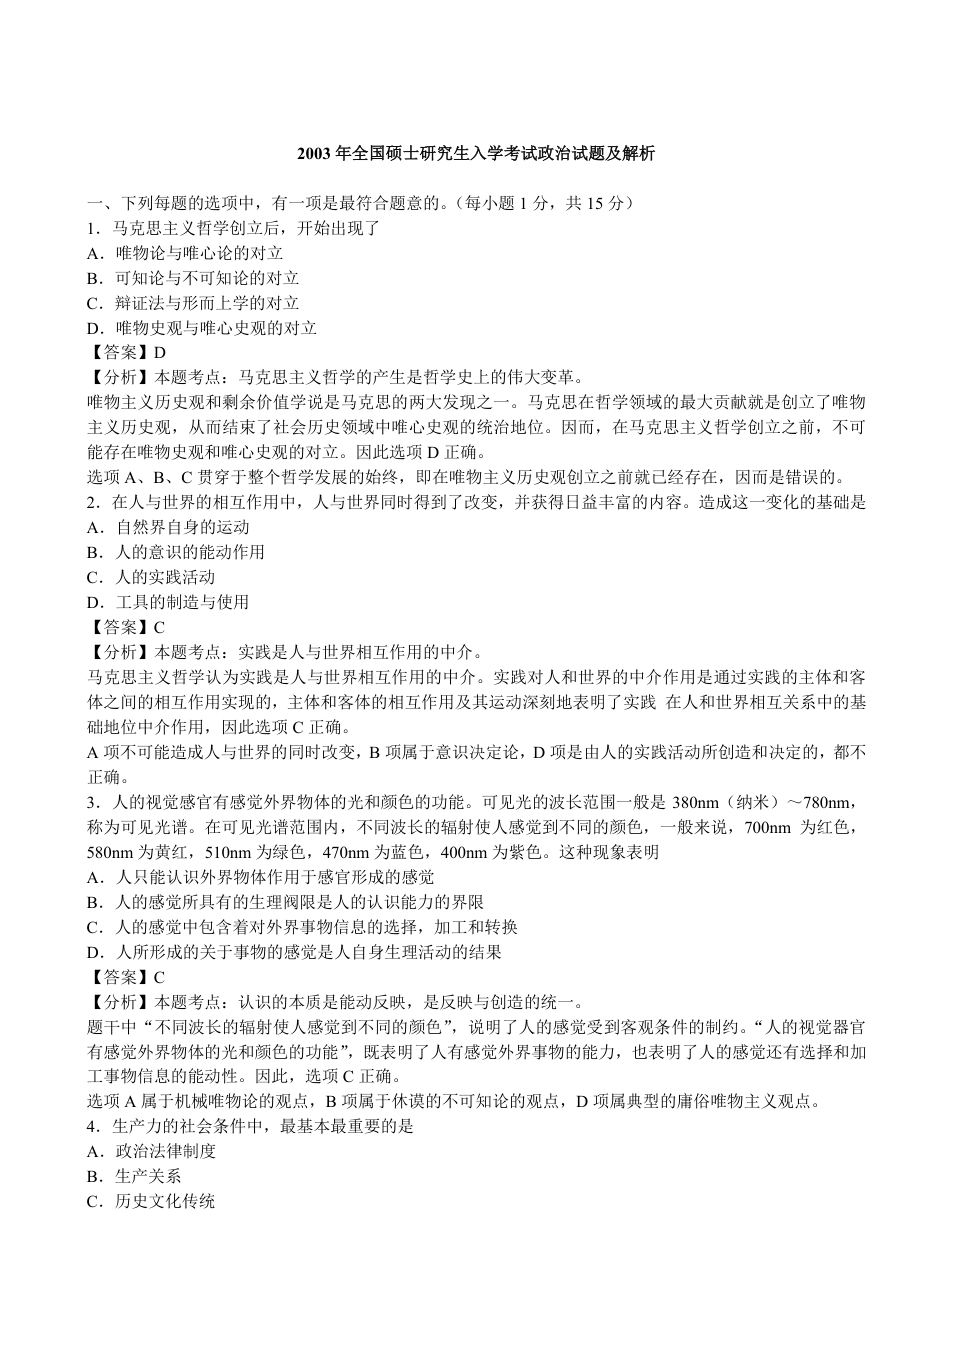 2003 年全国硕士研究生入学考试政治试题及解析
一、下列每题的选项中，有一项是最符合题意的。（每小题 1 分，共 15 分）
1．马克思主义哲学创立后，开始出现了
A．唯物论与唯心论的对立
B．可知论与不可知论的对立
C．辩证法与形而上学的对立
D．唯物史观与唯心史观的对立
【答案】D
【分析】本题考点：马克思主义哲学的产生是哲学史上的伟大变革。
唯物主义历史观和剩余价值学说是马克思的两大发现之一。马克思在哲学领域的最大贡献就是创立了唯物
主义历史观，从而结束了社会历史领域中唯心史观的统治地位。因而，在马克思主义哲学创立之前，不可
能存在唯物史观和唯心史观的对立。因此选项 D 正确。
选项 A、B、C 贯穿于整个哲学发展的始终，即在唯物主义历史观创立之前就已经存在，因而是错误的。
2．在人与世界的相互作用中，人与世界同时得到了改变，并获得日益丰富的内容。造成这一变化的基础是
A．自然界自身的运动
B．人的意识的能动作用
C．人的实践活动
D．工具的制造与使用
【答案】C
【分析】本题考点：实践是人与世界相互作用的中介。
马克思主义哲学认为实践是人与世界相互作用的中介。实践对人和世界的中介作用是通过实践的主体和客
体之间的相互作用实现的，主体和客体的相互作用及其运动深刻地表明了实践 在人和世界相互关系中的基
础地位中介作用，因此选项 C 正确。
A 项不可能造成人与世界的同时改变，B 项属于意识决定论，D 项是由人的实践活动所创造和决定的，都不
正确。
3．人的视觉感官有感觉外界物体的光和颜色的功能。可见光的波长范围一般是 380nm（纳米）～780nm，
称为可见光谱。在可见光谱范围内，不同波长的辐射使人感觉到不同的颜色，一般来说，700nm 为红色，
580nm 为黄红，510nm 为绿色，470nm 为蓝色，400nm 为紫色。这种现象表明
A．人只能认识外界物体作用于感官形成的感觉
B．人的感觉所具有的生理阀限是人的认识能力的界限
C．人的感觉中包含着对外界事物信息的选择，加工和转换
D．人所形成的关于事物的感觉是人自身生理活动的结果
【答案】C
【分析】本题考点：认识的本质是能动反映，是反映与创造的统一。
题干中“不同波长的辐射使人感觉到不同的颜色”，说明了人的感觉受到客观条件的制约。“人的视觉器官
有感觉外界物体的光和颜色的功能”，既表明了人有感觉外界事物的能力，也表明了人的感觉还有选择和加
工事物信息的能动性。因此，选项 C 正确。
选项 A 属于机械唯物论的观点，B 项属于休谟的不可知论的观点，D 项属典型的庸俗唯物主义观点。
4．生产力的社会条件中，最基本最重要的是
A．政治法律制度
B．生产关系
C．历史文化传统